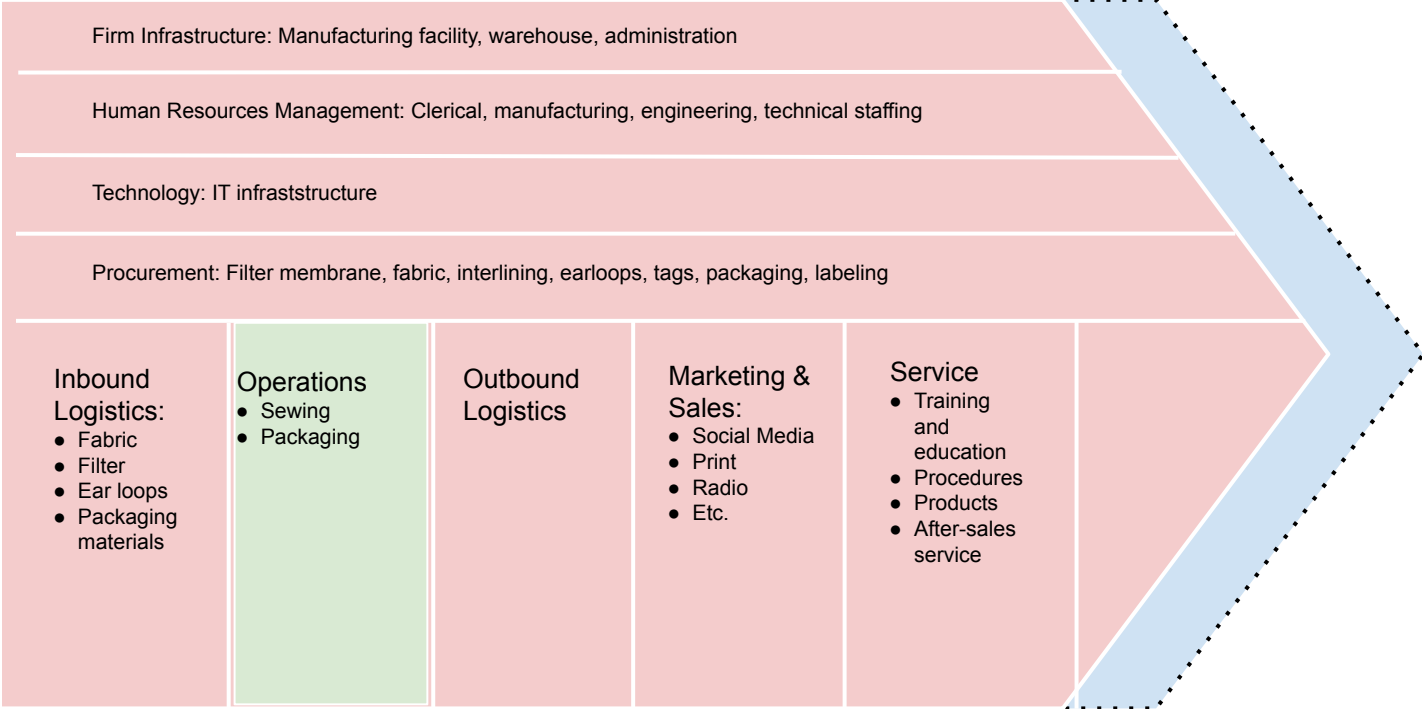 Firm Infrastructure: Manufacturing facility, warehouse, administration
Human Resources Management: Clerical, manufacturing, engineering, technical staffing
Technology: IT infraststructure
Procurement: Filter membrane, fabric, interlining, earloops, tags, packaging, labeling
Inbound
Logistics:
● Fabric
● Filter
● Ear loops
● Packaging
materials
Operations
● Sewing
● Packaging
Outbound
Logistics
Marketing &
Sales:
● Social Media
● Print
● Radio
● Etc.
Service
● Training
and
education
● Procedures
● Products
● After-sales
service